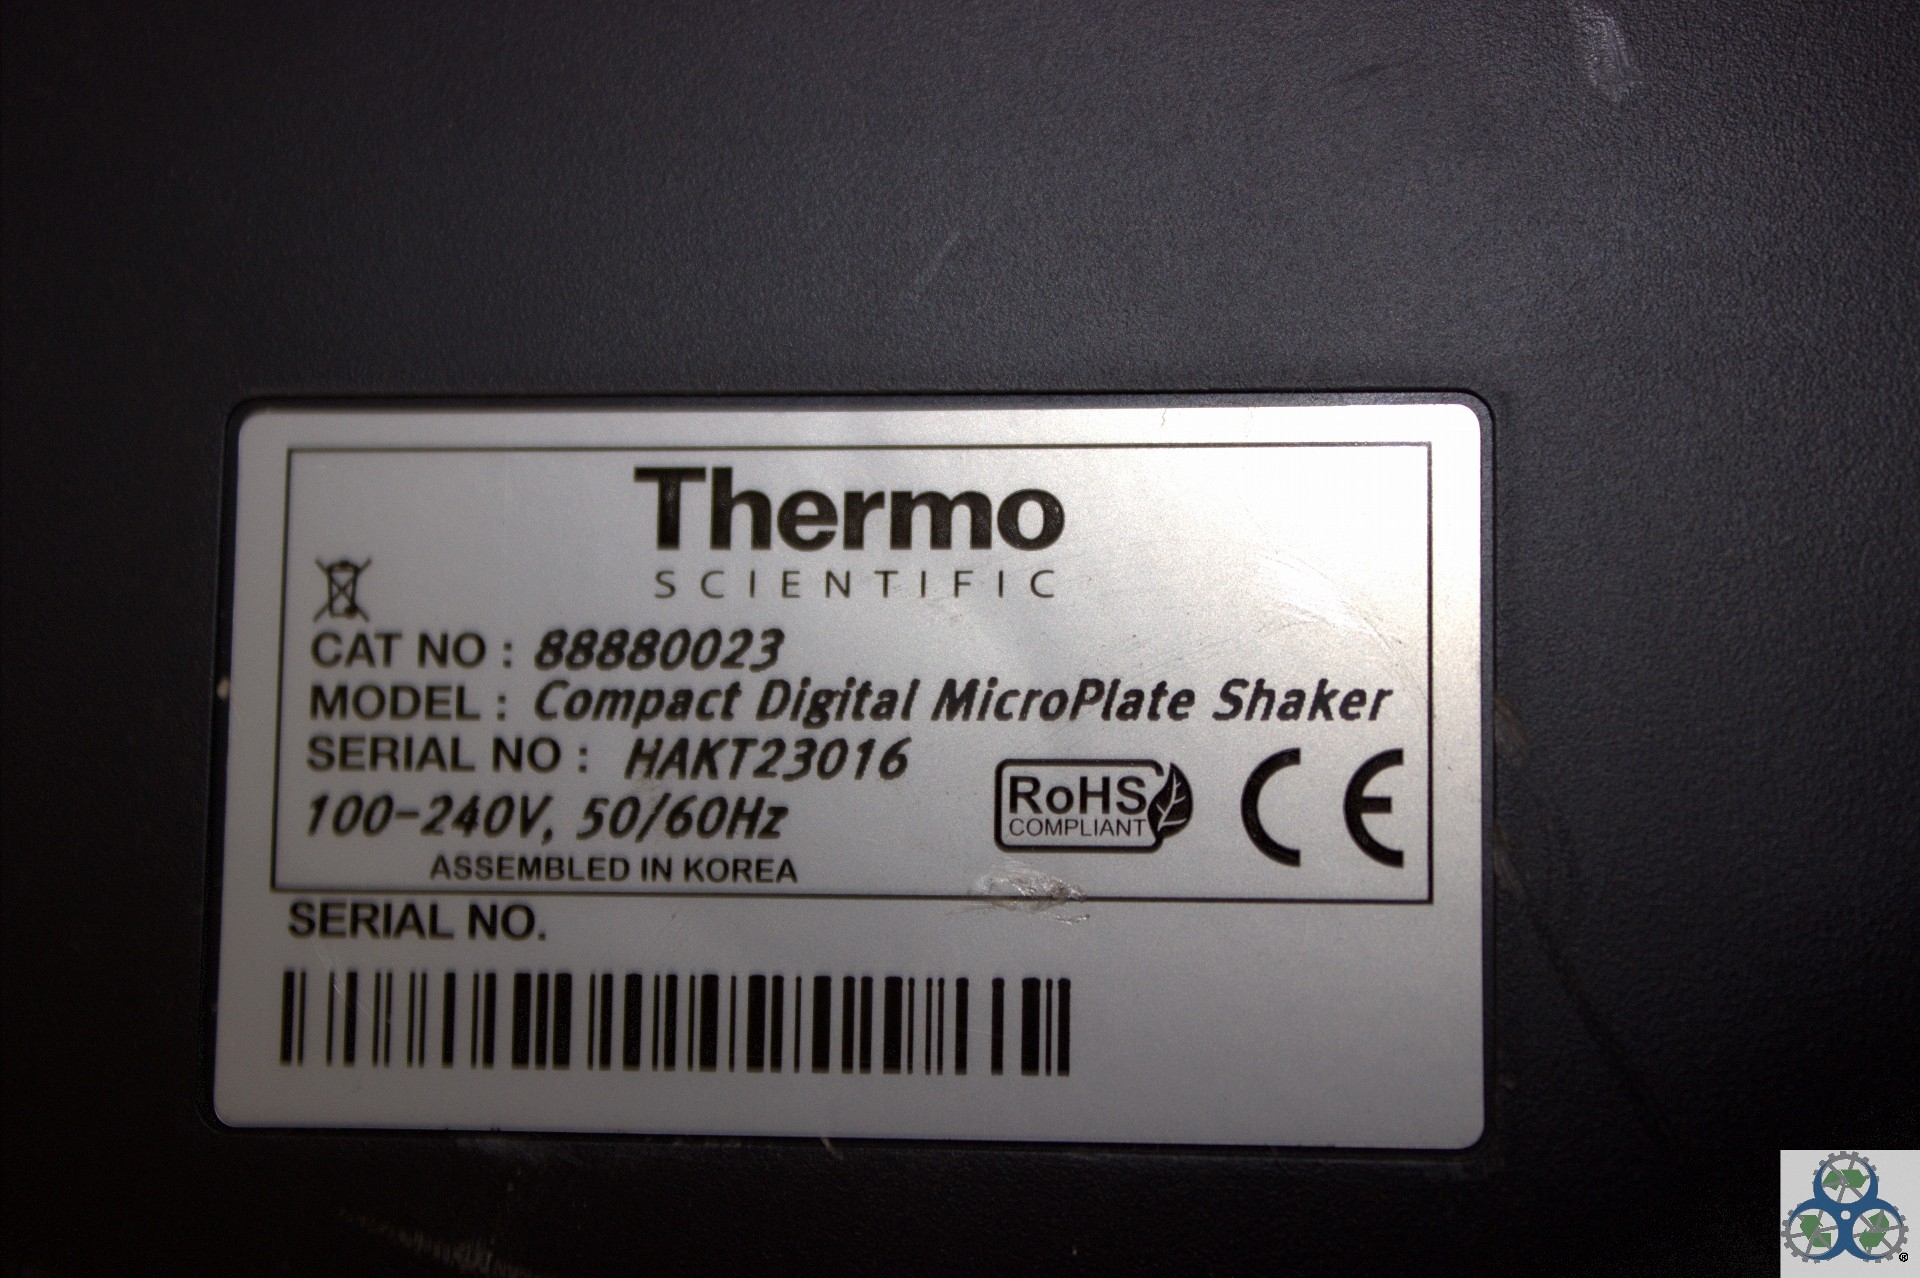 Thermo
SCIENTIFIC
CAT NO : 88880023
MODEL : Compact Digital MicroPlate Shaker
SERIAL NO : HAKT23016
100-240V, 50/60Hz
RoHS
COMPLIANT
CE
ASSEMBLED IN KOREA
SERIAL NO.
®